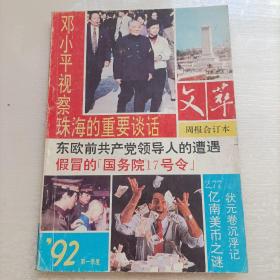 邓小平视察
珠海的重要谈话
文萃
周报合订本
东欧前共产党领导人的遭遇
假冒的「国务院17号令」
2.77
亿南美币之谜
状元卷沉浮记
'92
第一季度